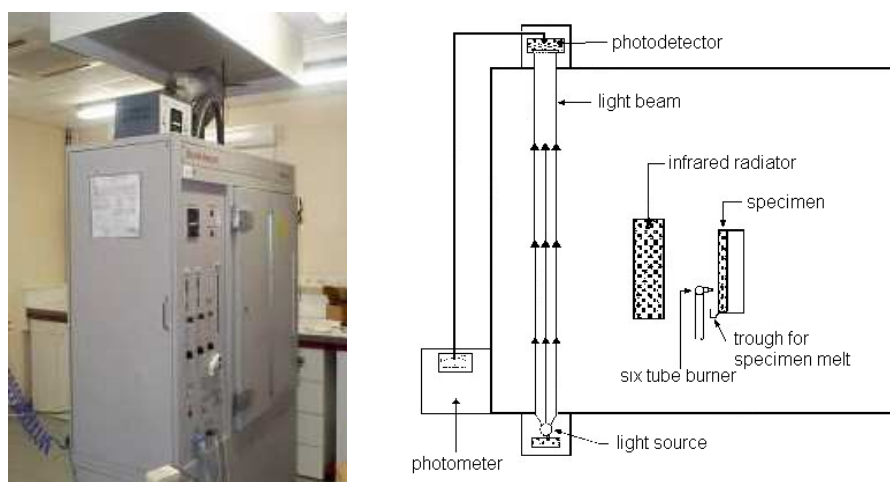 photodetector
light beam
infrared radiator
specimen
trough for
specimen melt
six tube burner
light source
photometer